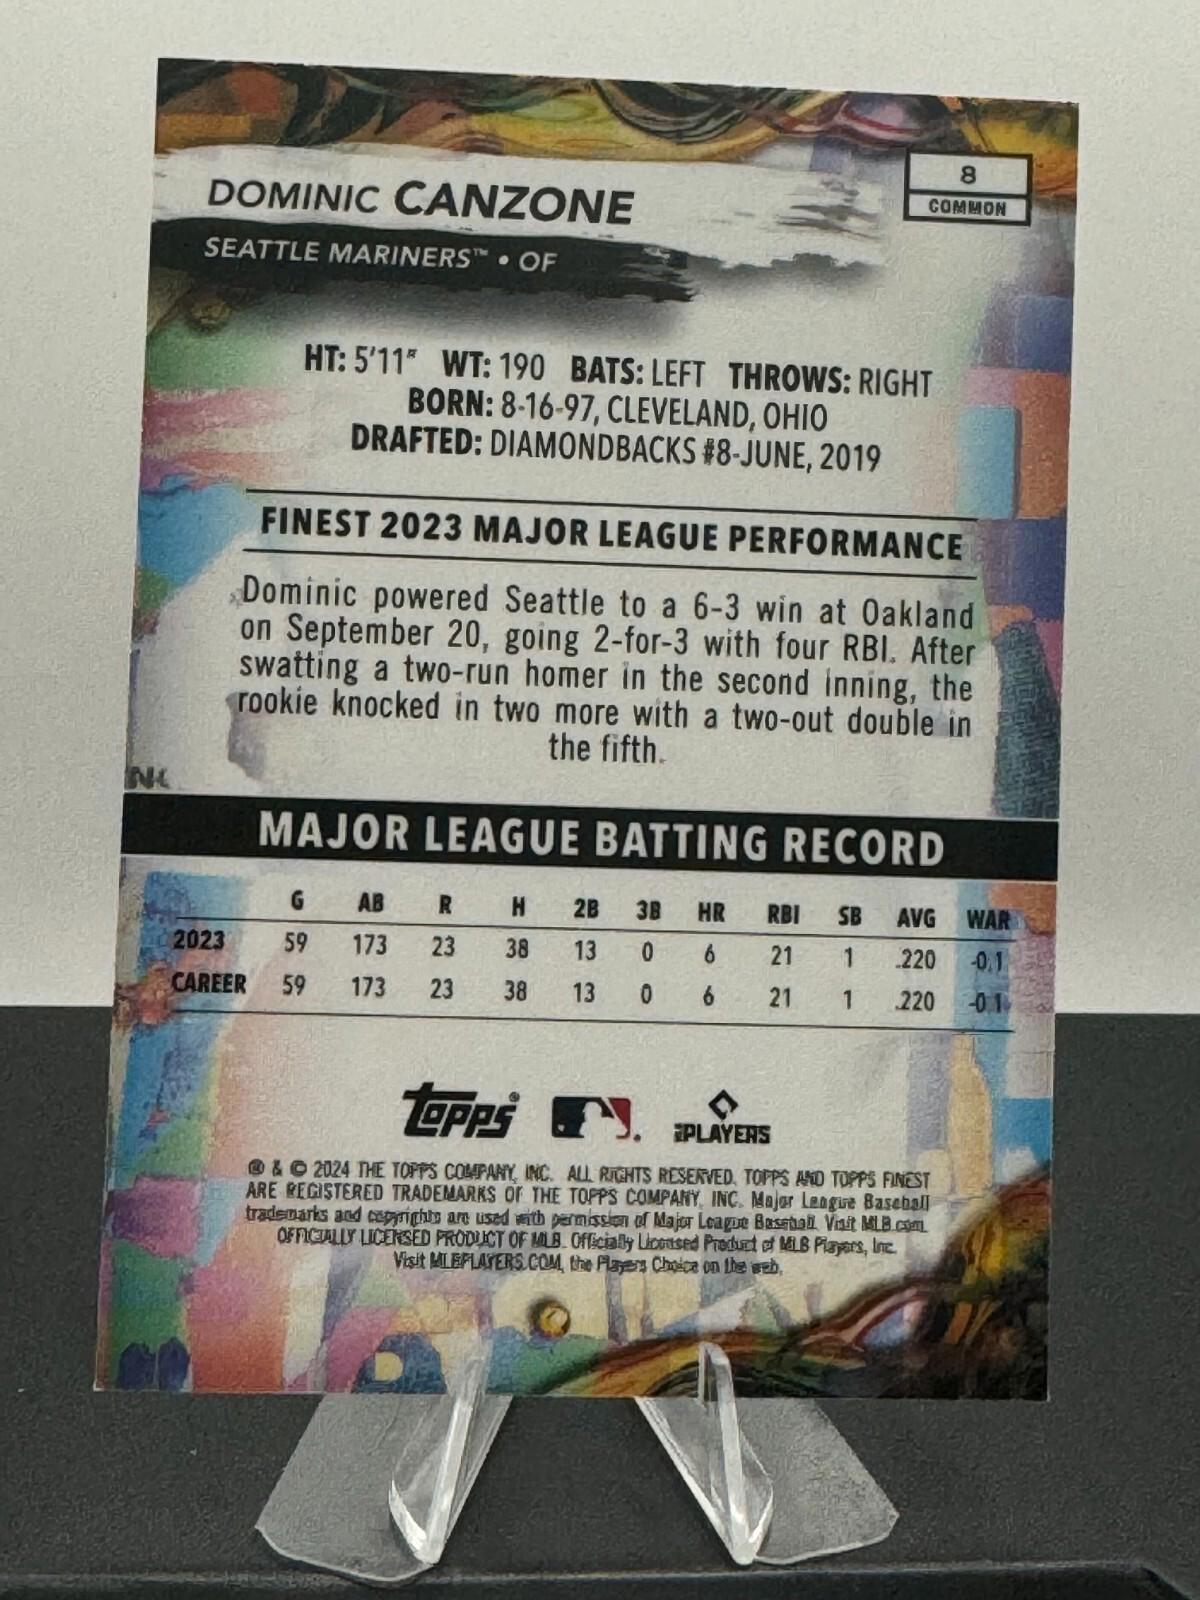 DOMINIC CANZONE
8
COMMON
SEATTLE MARINERS™ • OF
HT: 5'11" WT: 190 BATS: LEFT THROWS: RIGHT
BORN: 8-16-97, CLEVELAND, OHIO
DRAFTED: DIAMONDBACKS #8-JUNE, 2019
FINEST 2023 MAJOR LEAGUE PERFORMANCE
Dominic powered Seattle to a 6-3 win at Oakland
on September 20, going 2-for-3 with four RBI. After
swatting a two-run homer in the second inning, the
rookie knocked in two more with a two-out double in
the fifth.
MAJOR LEAGUE BATTING RECORD
G AB R H 2B 3B HR RBI SB AVG WAR
2023 59 173 23 38 13 0 6 21 1 .220 -0.1
CAREER 59 173 23 38 13 0 6 21 1 .220 -0.1
Topps® PLAYERS
® & © 2024 THE TOPPS COMPANY, INC. ALL RIGHTS RESERVED. TOPPS AND TOPPS FINEST
ARE REGISTERED TRADEMARKS OF THE TOPPS COMPANY, INC. Major League Baseball
trademarks and copyrights are used with permission of Major League Baseball. Visit MLB.com.
OFFICIALLY LICENSED PRODUCT OF MLB. Officially Licensed Product of MLB Players, Inc.
Visit MLBPLAYERS.COM, the Players Choice on the web.